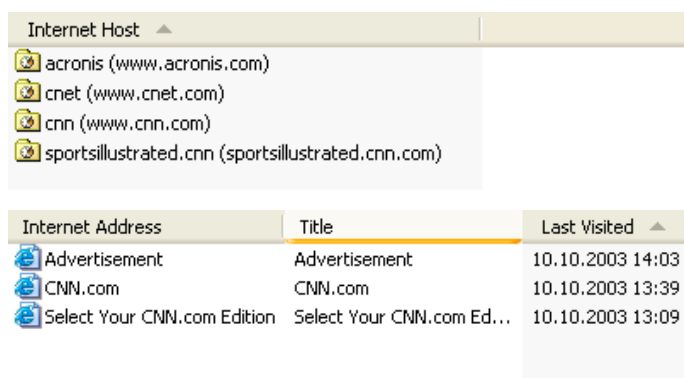 Internet Host
acronis (www.acronis.com)
cnet (www.cnet.com)
cnn (www.cnn.com)
sportsillustrated.cnn (sportsillustrated.cnn.com)
Internet Address Title Last Visited
Advertisement Advertisement 10.10.2003 14:03
CNN.com CNN.com 10.10.2003 13:39
Select Your CNN.com Edition Select Your CNN.com Ed... 10.10.2003 13:09